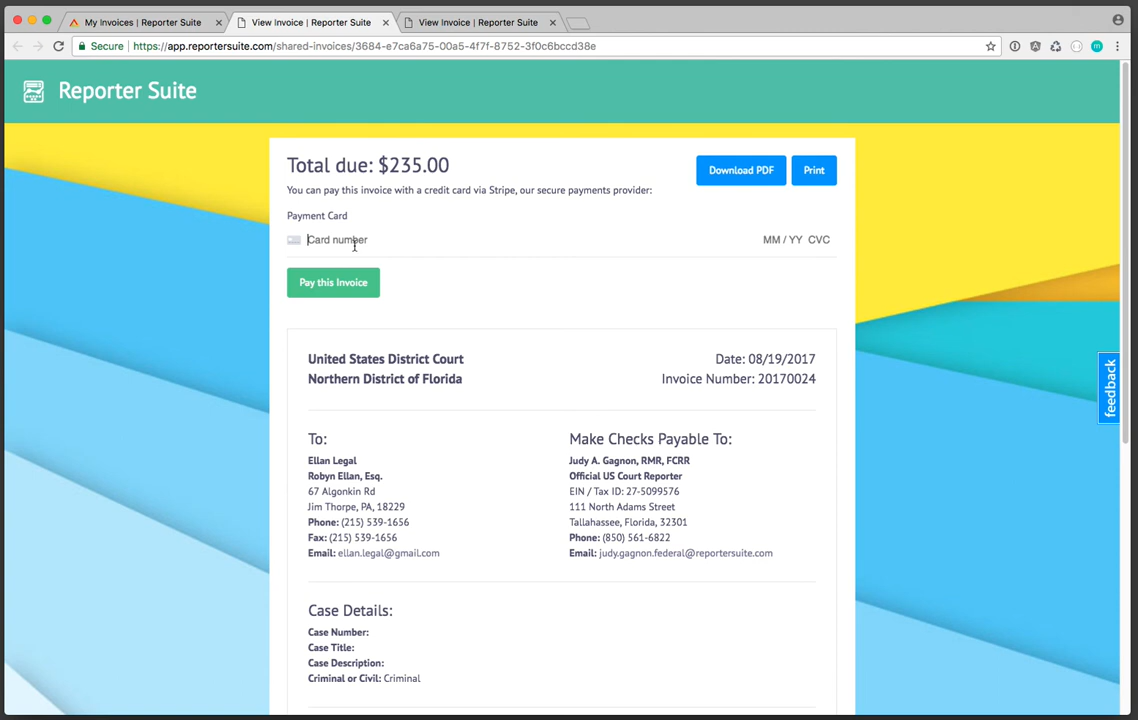 My Invoices | Reporter Suite
View Invoice | Reporter Suite
View Invoice | Reporter Suite
Secure
https://app.reportersuite.com/shared-invoices/3684-e7ca6a75-00a5-4f7f-8752-3f0c6bccd38e
Reporter Suite
Total due: $235.00
Download PDF
Print
You can pay this invoice with a credit card via Stripe, our secure payments provider:
Payment Card
Card number
MM / YY CVC
Pay this Invoice
United States District Court
Northern District of Florida
Date: 08/19/2017
Invoice Number: 20170024
To:
Ellan Legal
Robyn Ellan, Esq.
67 Algonkin Rd
Jim Thorpe, PA, 18229
Phone: (215) 539-1656
Fax: (215) 539-1656
Email: ellan.legal@gmail.com
Make Checks Payable To:
Judy A. Gagnon, RMR, FCRR
Official US Court Reporter
EIN / Tax ID: 27-5099576
111 North Adams Street
Tallahassee, Florida, 32301
Phone: (850) 561-6822
Email: judy.gagnon.federal@reportersuite.com
Case Details:
Case Number:
Case Title:
Case Description:
Criminal or Civil: Criminal
feedback